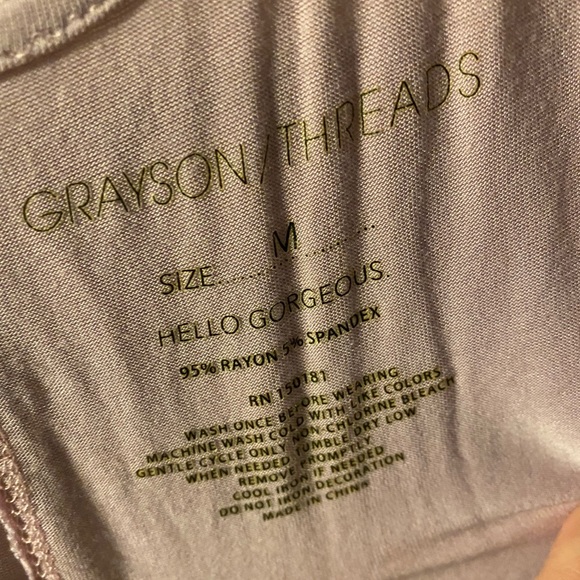 GRAYSON/THREADS
SIZE......M......
HELLO GORGEOUS.
95% RAYON 5% SPANDEX
RN 150181
WASH ONCE BEFORE WEARING
MACHINE WASH COLD WITH LIKE COLORS
GENTLE CYCLE ONLY NON-CHLORINE BLEACH
WHEN NEEDED TUMBLE DRY LOW
REMOVE PROMPTLY
COOL IRON IF NEEDED
DO NOT IRON DECORATION
MADE IN CHINA